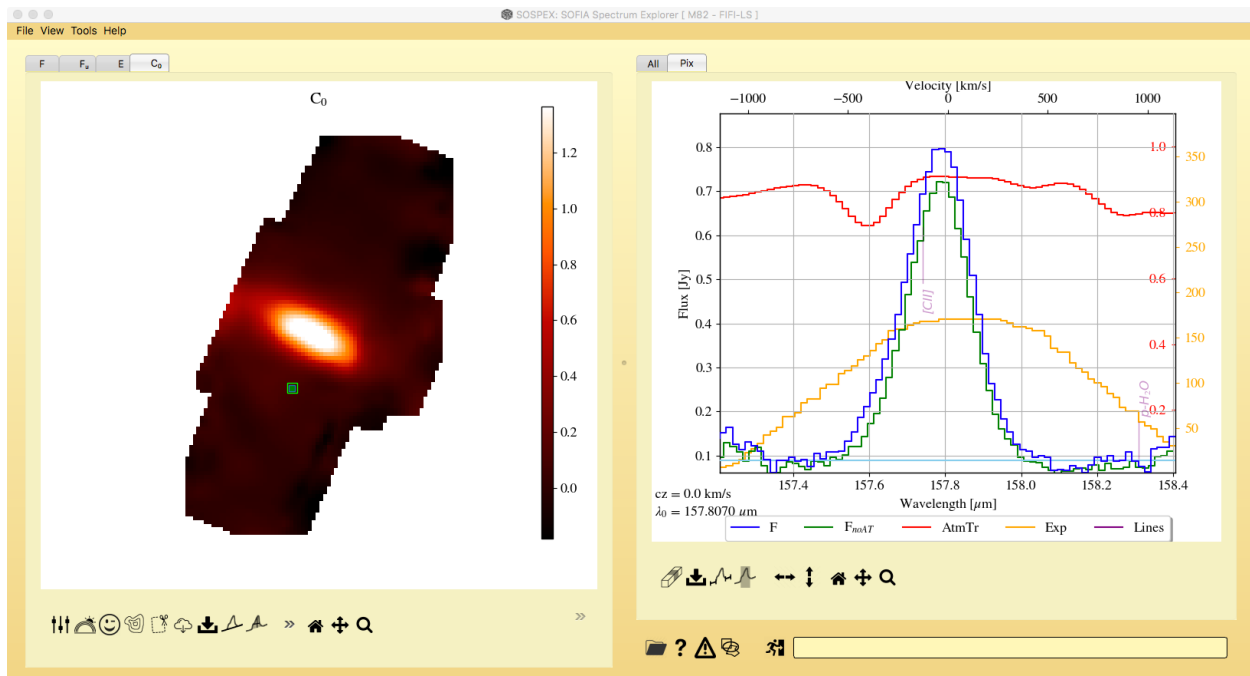 SOSPEX: SOFIA Spectrum Explorer [ M82 - FIFI-LS ]
File View Tools Help
F Fᵤ E C₀
C₀
1.2
1.0
0.8
0.6
0.4
0.2
0.0
All Pix
Velocity [km/s]
−1000 −500 0 500 1000
Flux [Jy]
0.8
0.7
0.6
0.5
0.4
0.3
0.2
0.1
1.0
0.8
0.6
0.4
0.2
350
300
250
200
150
100
50
[CII]
p-H₂O
157.4 157.6 157.8 158.0 158.2 158.4
Wavelength [μm]
cz = 0.0 km/s
λ₀ = 157.8070 μm
F FnoAT AtmTr Exp Lines